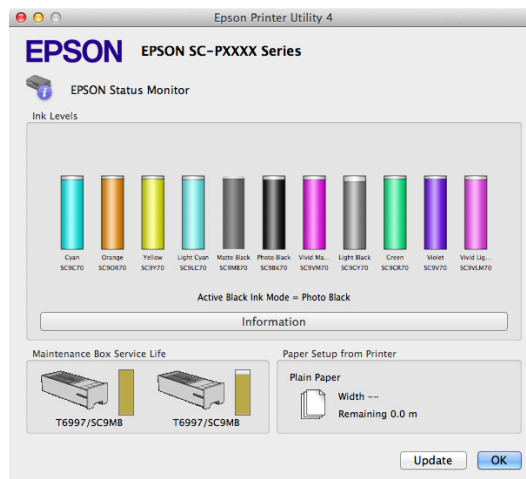 Epson Printer Utility 4
EPSON EPSON SC-PXXXX Series
EPSON Status Monitor
Ink Levels
Cyan Orange Yellow Light Cyan Matte Black Photo Black Vivid Ma... Light Black Green Violet Vivid Lig...
SC9C70 SC9OR70 SC9Y70 SC9LC70 SC9MB70 SC9BK70 SC9VM70 SC9GY70 SC9GR70 SC9V70 SC9VLM70
Active Black Ink Mode = Photo Black
Information
Maintenance Box Service Life Paper Setup from Printer
Plain Paper
Width --
Remaining 0.0 m
T6997/SC9MB T6997/SC9MB
Update OK